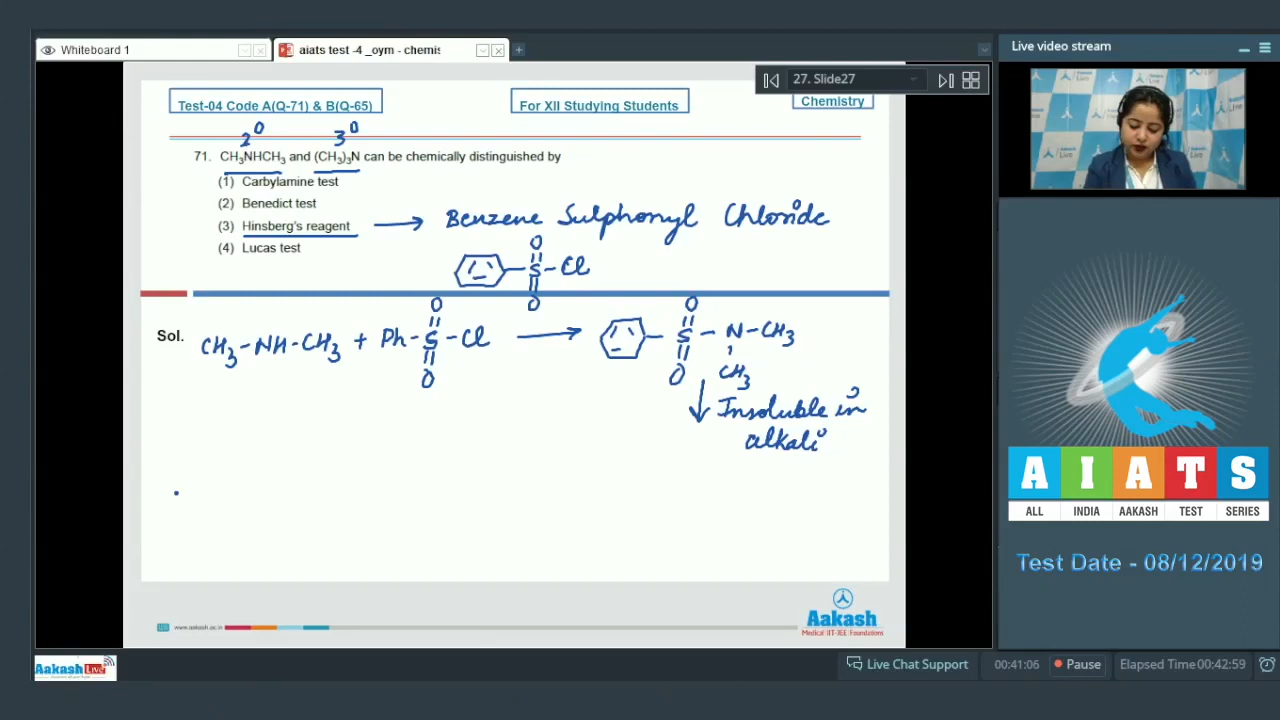 Whiteboard 1
aiats test -4 _oym - chemis
Live video stream
27. Slide27
Test-04 Code A(Q-71) & B(Q-65)
For XII Studying Students
Chemistry
2° 3°
71. CH₃NHCH₃ and (CH₃)₃N can be chemically distinguished by
(1) Carbylamine test
(2) Benedict test
(3) Hinsberg's reagent → Benzene Sulphonyl Chloride
(4) Lucas test
O
S-Cl
O
Sol.
O O
CH₃-NH-CH₃ + Ph-S-Cl → S-N-CH₃
O O CH₃
↓ Insoluble in
alkali
AIATS
ALL INDIA AAKASH TEST SERIES
Test Date - 08/12/2019
www.aakash.ac.in
Aakash
Medical|IIT-JEE|Foundations
Aakash Live
Live Chat Support
00:41:06
Pause
Elapsed Time 00:42:59